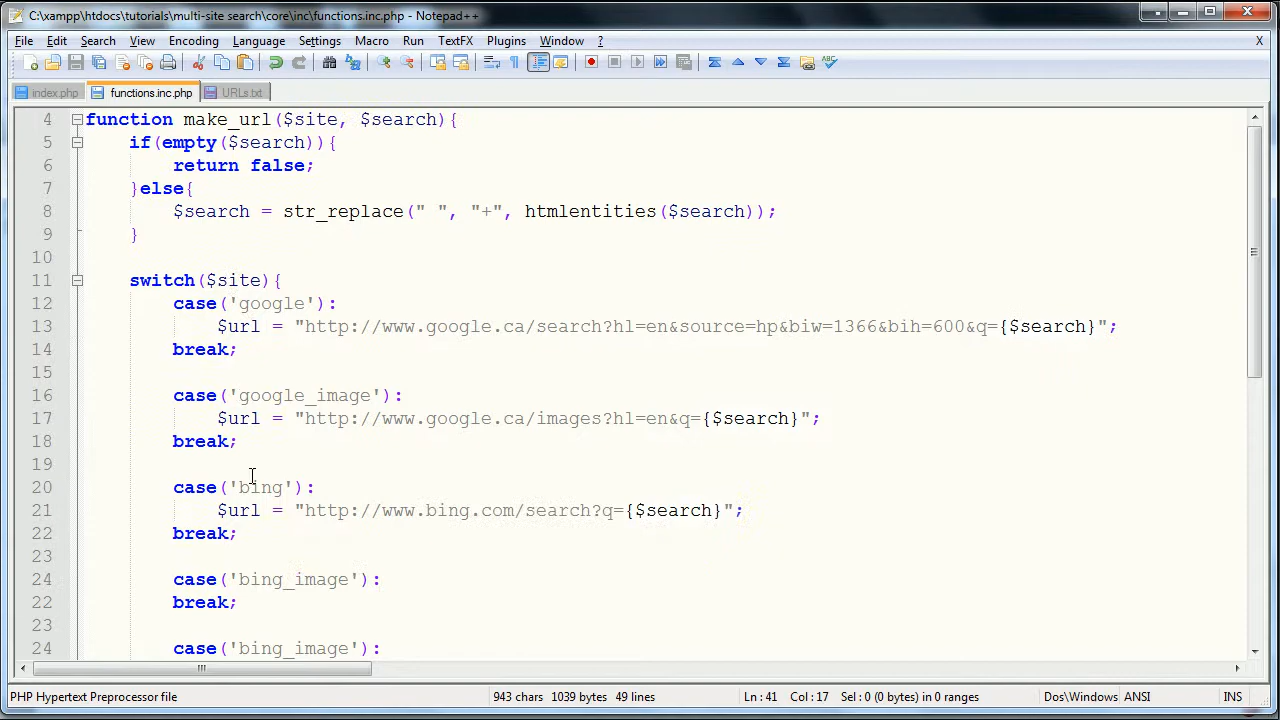 C:\xampp\htdocs\tutorials\multi-site search\core\inc\functions.inc.php - Notepad++
File Edit Search View Encoding Language Settings Macro Run TextFX Plugins Window ? X
index.php functions.inc.php URLs.txt
4 function make_url($site, $search){
5 if(empty($search)){
6 return false;
7 }else{
8 $search = str_replace(" ", "+", htmlentities($search));
9 }
10
11 switch($site){
12 case('google'):
13 $url = "http://www.google.ca/search?hl=en&source=hp&biw=1366&bih=600&q={$search}";
14 break;
15
16 case('google_image'):
17 $url = "http://www.google.ca/images?hl=en&q={$search}";
18 break;
19
20 case('bing'):
21 $url = "http://www.bing.com/search?q={$search}";
22 break;
23
24 case('bing_image'):
22 break;
23
24 case('bing_image'):
PHP Hypertext Preprocessor file 943 chars 1039 bytes 49 lines Ln : 41 Col : 17 Sel : 0 (0 bytes) in 0 ranges Dos\Windows ANSI INS